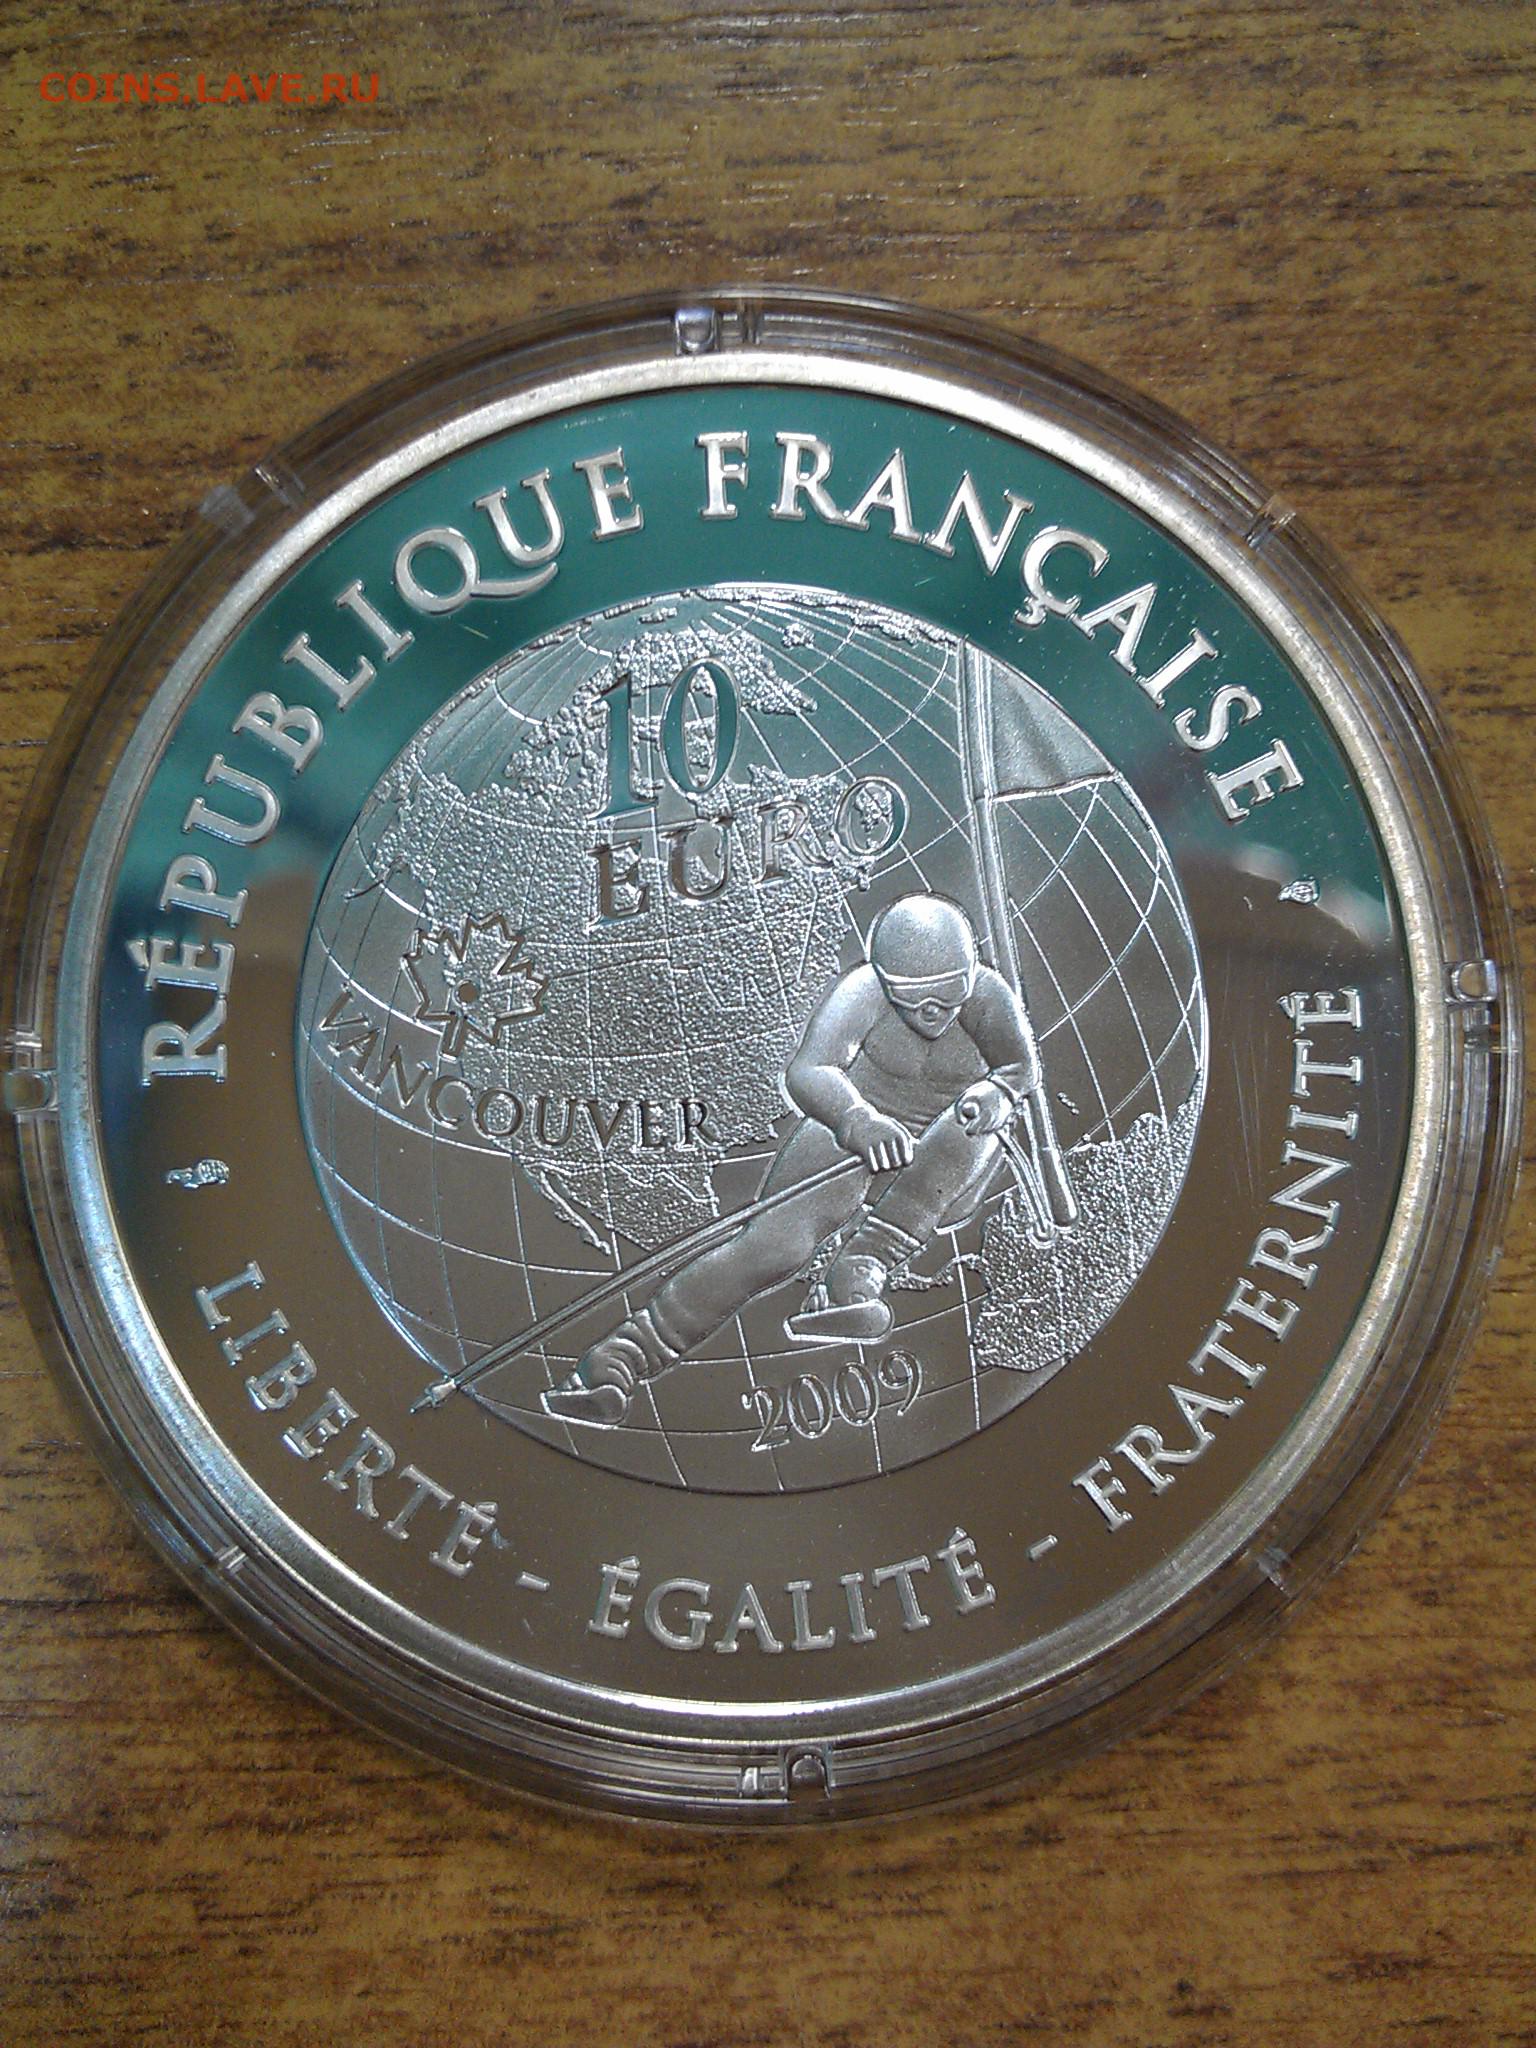 COINS.LAVE.RU
RÉPUBLIQUE FRANÇAISE
10
EURO
VANCOUVER
2009
LIBERTÉ - ÉGALITÉ - FRATERNITÉ